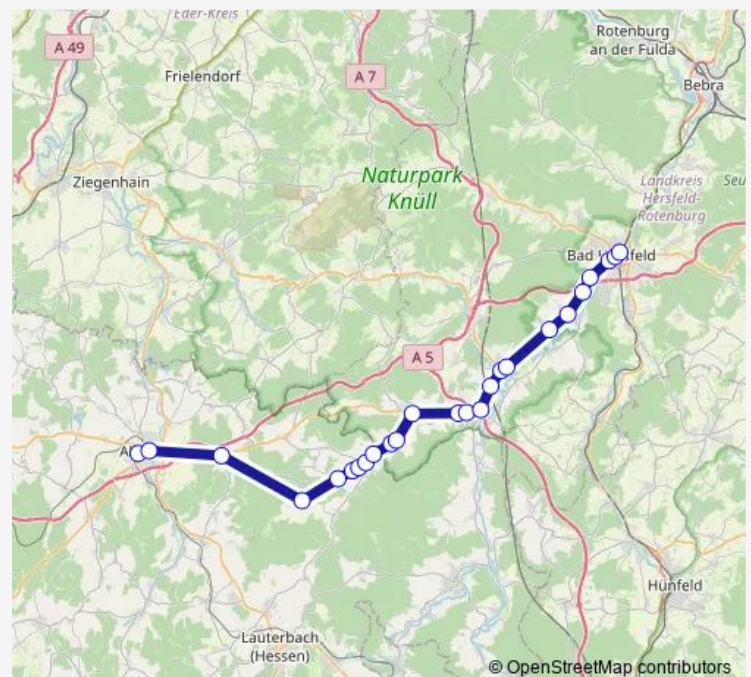 Eder-Kreis
A 49
Frielendorf
A 7
Rotenburg
an der Fulda
Bebra
Ziegenhain
Naturpark
Knüll
Landkreis
Hersfeld-
Rotenburg
Seu
Bad H
feld
A 5
A
Hünfeld
Lauterbach
(Hessen)
© OpenStreetMap contributors